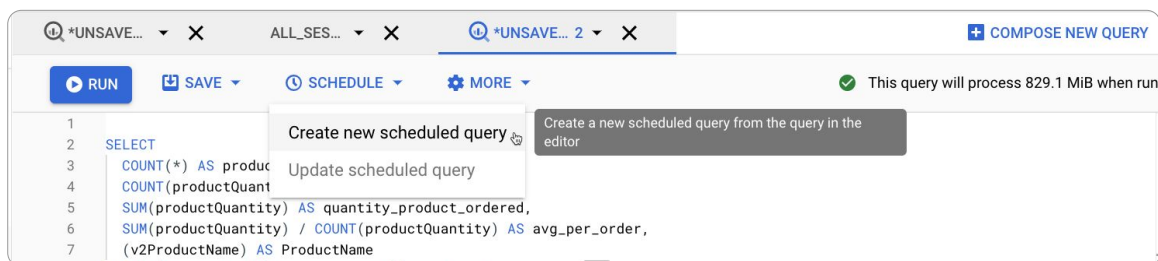 *UNSAVE... ALL_SES... *UNSAVE... 2 COMPOSE NEW QUERY
RUN SAVE SCHEDULE MORE This query will process 829.1 MiB when run
Create new scheduled query
Update scheduled query
Create a new scheduled query from the query in the
editor
1
2 SELECT
3 COUNT(*) AS produc
4 COUNT(productQuant
5 SUM(productQuantity) AS quantity_product_ordered,
6 SUM(productQuantity) / COUNT(productQuantity) AS avg_per_order,
7 (v2ProductName) AS ProductName